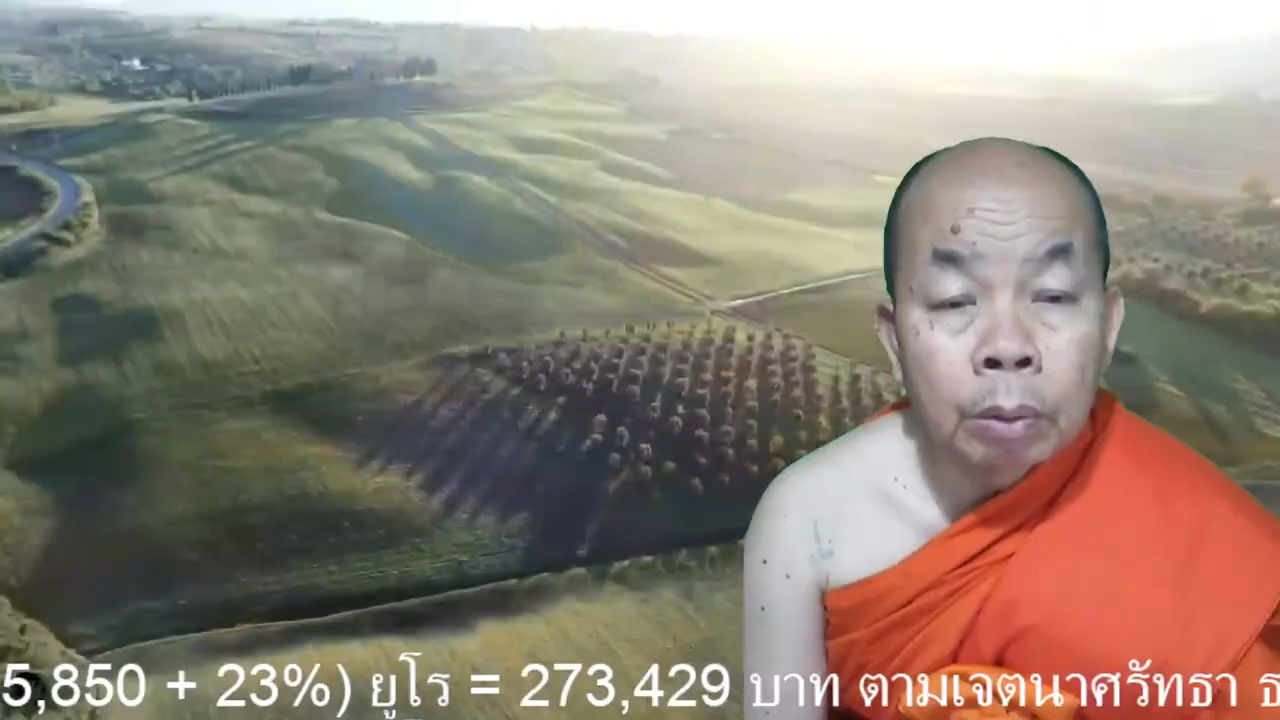 5,850 + 23%) ยูโร = 273,429 บาท ตามเจตนาศรัทธา ธ